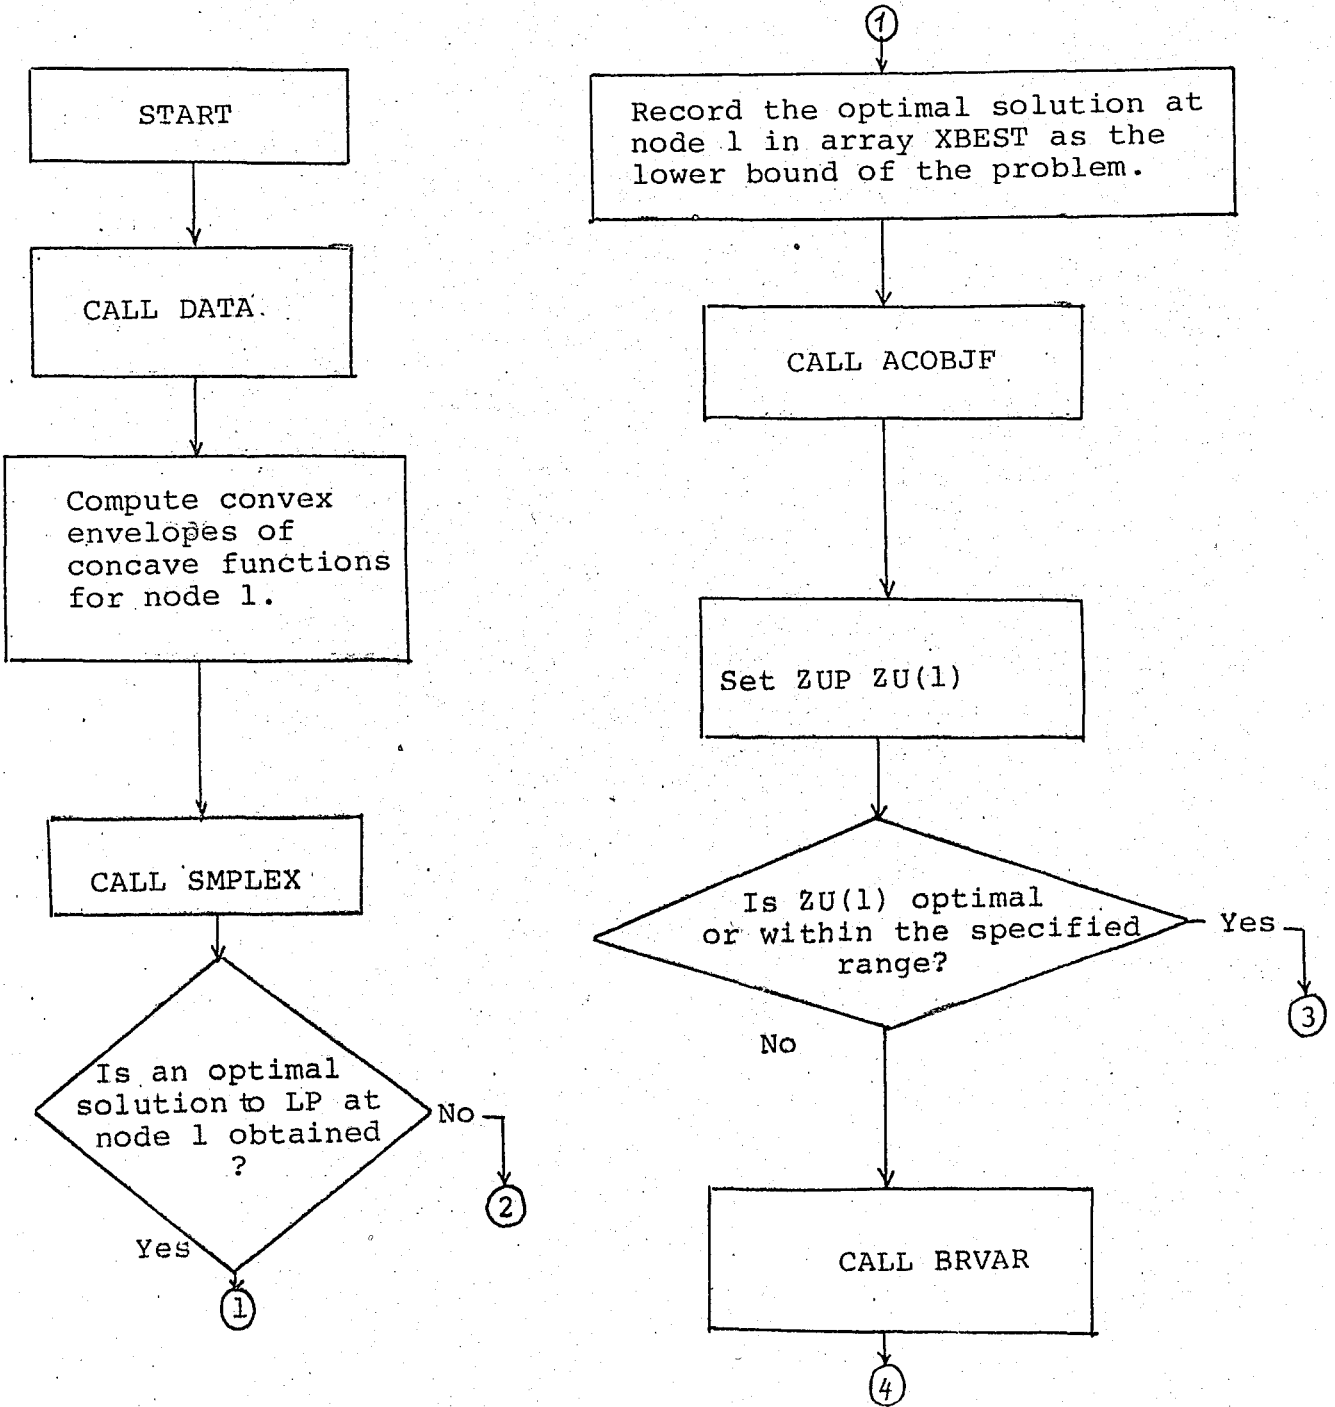 START
CALL DATA
Compute convex
envelopes of
concave functions
for node 1.
CALL SMPLEX
Is an optimal
solution to LP at
node 1 obtained
?
No
2
Yes
1
1
Record the optimal solution at
node 1 in array XBEST as the
lower bound of the problem.
CALL ACOBJF
Set ZUP ZU(1)
Is ZU(1) optimal
or within the specified
range?
Yes
3
No
CALL BRVAR
4